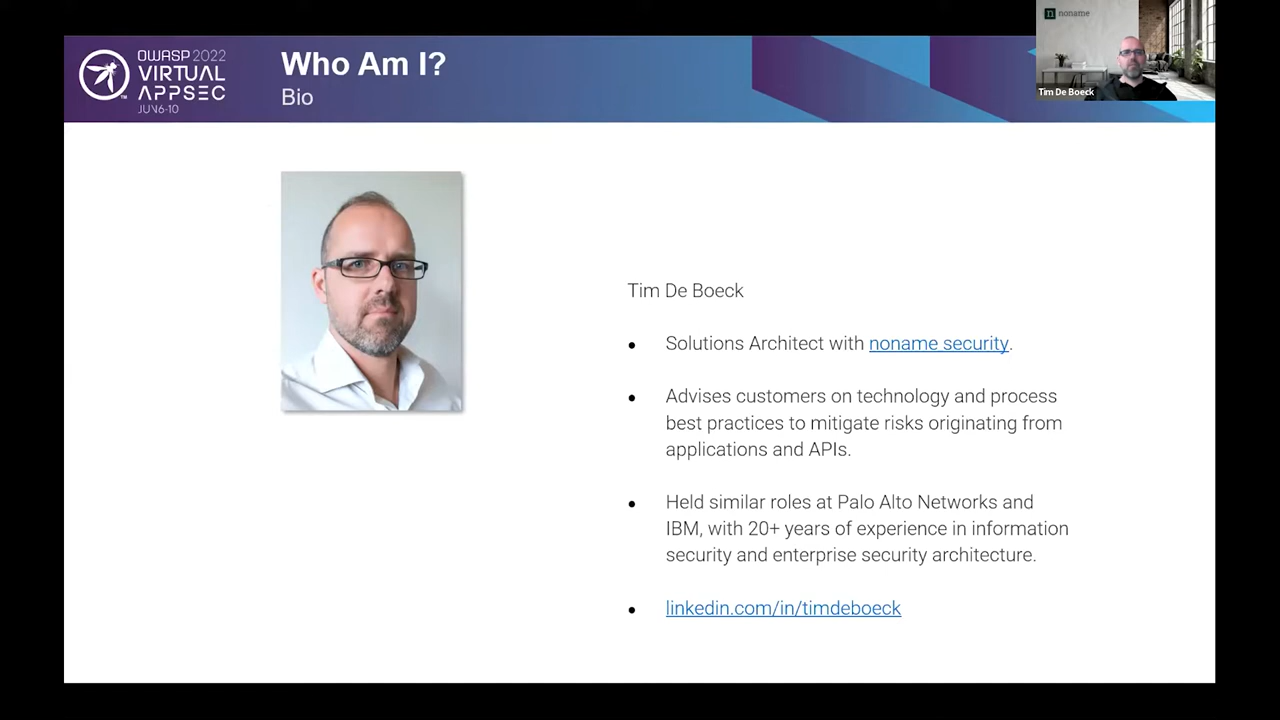 noname
OWASP 2022
VIRTUAL
APPSEC
JUN 6-10
TM
Who Am I?
Bio
Tim De Boeck
Tim De Boeck
• Solutions Architect with noname security.
• Advises customers on technology and process
best practices to mitigate risks originating from
applications and APIs.
• Held similar roles at Palo Alto Networks and
IBM, with 20+ years of experience in information
security and enterprise security architecture.
• linkedin.com/in/timdeboeck